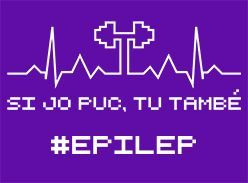 SI JO PUC, TU TAMBÉ
#EPILEP